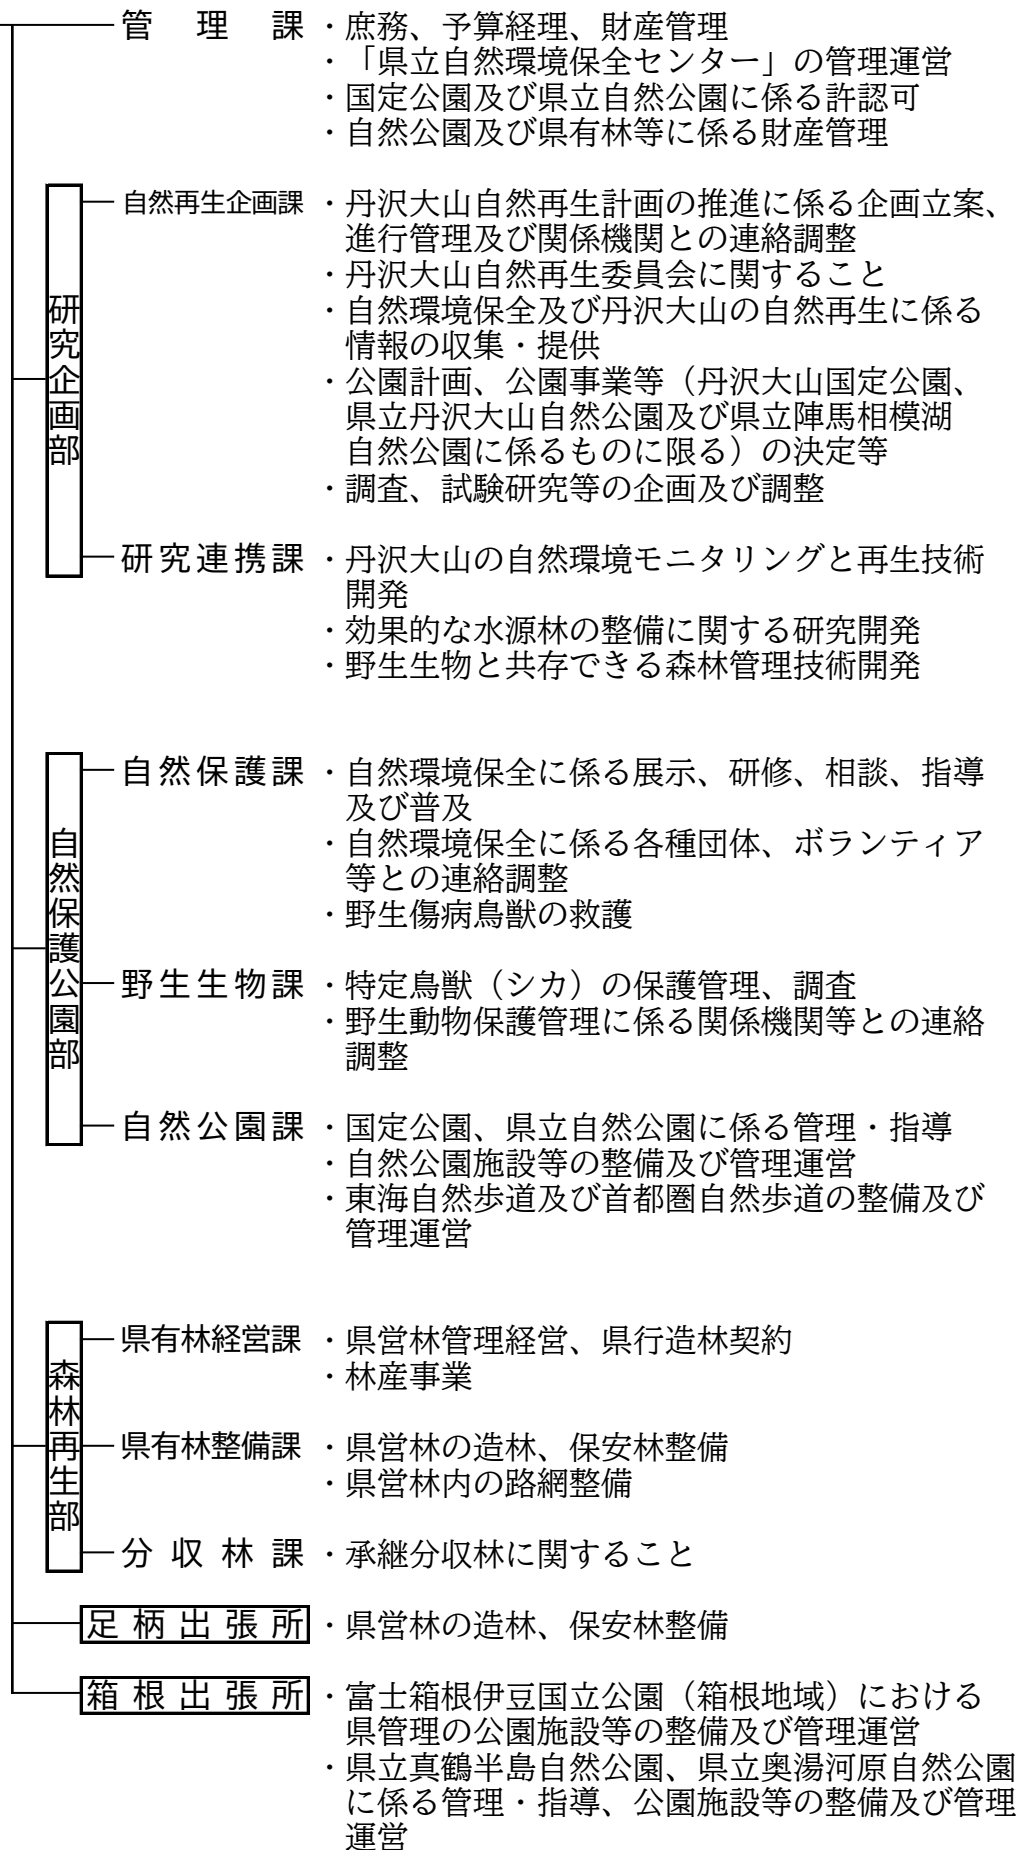 管理課 ・庶務、予算経理、財産管理
・「県立自然環境保全センター」の管理運営
・国定公園及び県立自然公園に係る許認可
・自然公園及び県有林等に係る財産管理
研究企画部
自然再生企画課 ・丹沢大山自然再生計画の推進に係る企画立案、
進行管理及び関係機関との連絡調整
・丹沢大山自然再生委員会に関すること
・自然環境保全及び丹沢大山の自然再生に係る
情報の収集・提供
・公園計画、公園事業等（丹沢大山国定公園、
県立丹沢大山自然公園及び県立陣馬相模湖
自然公園に係るものに限る）の決定等
・調査、試験研究等の企画及び調整
研究連携課 ・丹沢大山の自然環境モニタリングと再生技術
開発
・効果的な水源林の整備に関する研究開発
・野生生物と共存できる森林管理技術開発
自然保護公園部
自然保護課 ・自然環境保全に係る展示、研修、相談、指導
及び普及
・自然環境保全に係る各種団体、ボランティア
等との連絡調整
・野生傷病鳥獣の救護
野生生物課 ・特定鳥獣（シカ）の保護管理、調査
・野生動物保護管理に係る関係機関等との連絡
調整
自然公園課 ・国定公園、県立自然公園に係る管理・指導
・自然公園施設等の整備及び管理運営
・東海自然歩道及び首都圏自然歩道の整備及び
管理運営
森林再生部
県有林経営課 ・県営林管理経営、県行造林契約
・林産事業
県有林整備課 ・県営林の造林、保安林整備
・県営林内の路網整備
分収林課 ・承継分収林に関すること
足柄出張所 ・県営林の造林、保安林整備
箱根出張所 ・富士箱根伊豆国立公園（箱根地域）における
県管理の公園施設等の整備及び管理運営
・県立真鶴半島自然公園、県立奥湯河原自然公園
に係る管理・指導、公園施設等の整備及び管理
運営